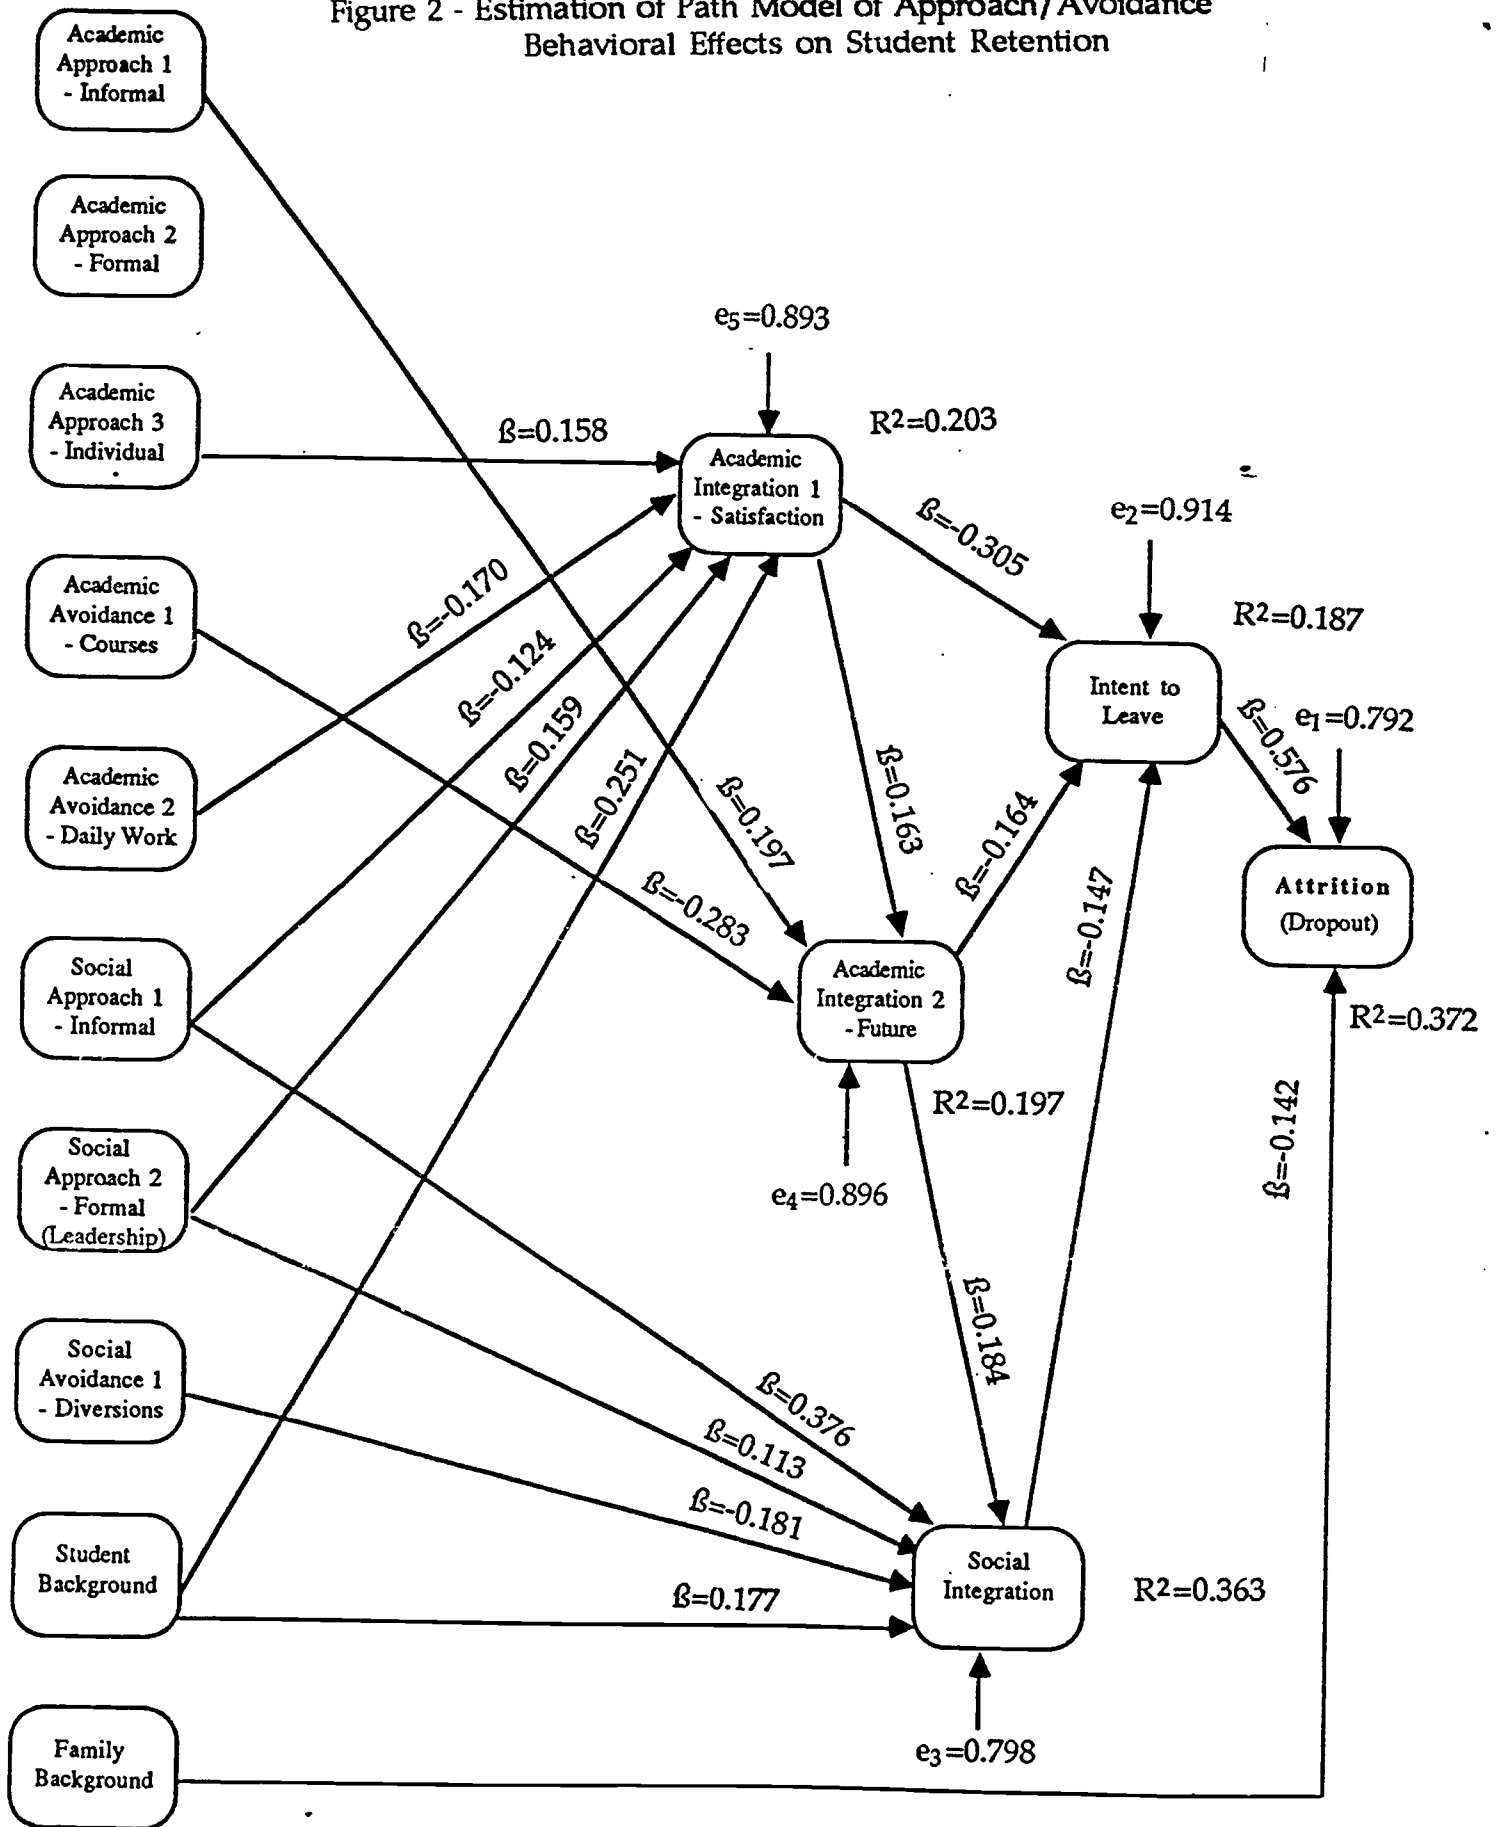 Figure 2 - Estimation of Path Model of Approach/Avoidance
Behavioral Effects on Student Retention
Academic
Approach 1
- Informal
Academic
Approach 2
- Formal
Academic
Approach 3
- Individual
Academic
Avoidance 1
- Courses
Academic
Avoidance 2
- Daily Work
Social
Approach 1
- Informal
Social
Approach 2
- Formal
(Leadership)
Social
Avoidance 1
- Diversions
Student
Background
Family
Background
e5=0.893
R2=0.203
ß=0.158
Academic
Integration 1
- Satisfaction
ß=-0.170
ß=-0.124
ß=0.159
ß=0.251
ß=0.197
ß=-0.283
ß=0.163
ß=-0.305
e2=0.914
R2=0.187
Intent to
Leave
ß=0.576
e1=0.792
Attrition
(Dropout)
R2=0.372
ß=-0.164
ß=-0.147
ß=-0.142
Academic
Integration 2
- Future
R2=0.197
e4=0.896
ß=0.184
ß=0.376
ß=0.113
ß=-0.181
ß=0.177
Social
Integration
R2=0.363
e3=0.798